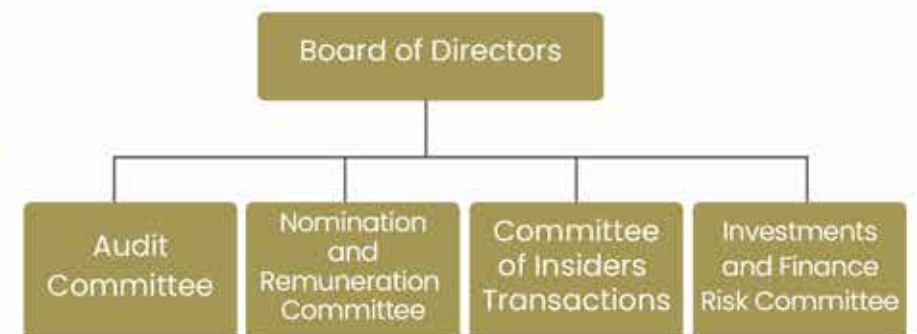 Board of Directors
Audit
Committee
Nomination
and
Remuneration
Committee
Committee
of Insiders
Transactions
Investments
and Finance
Risk Committee